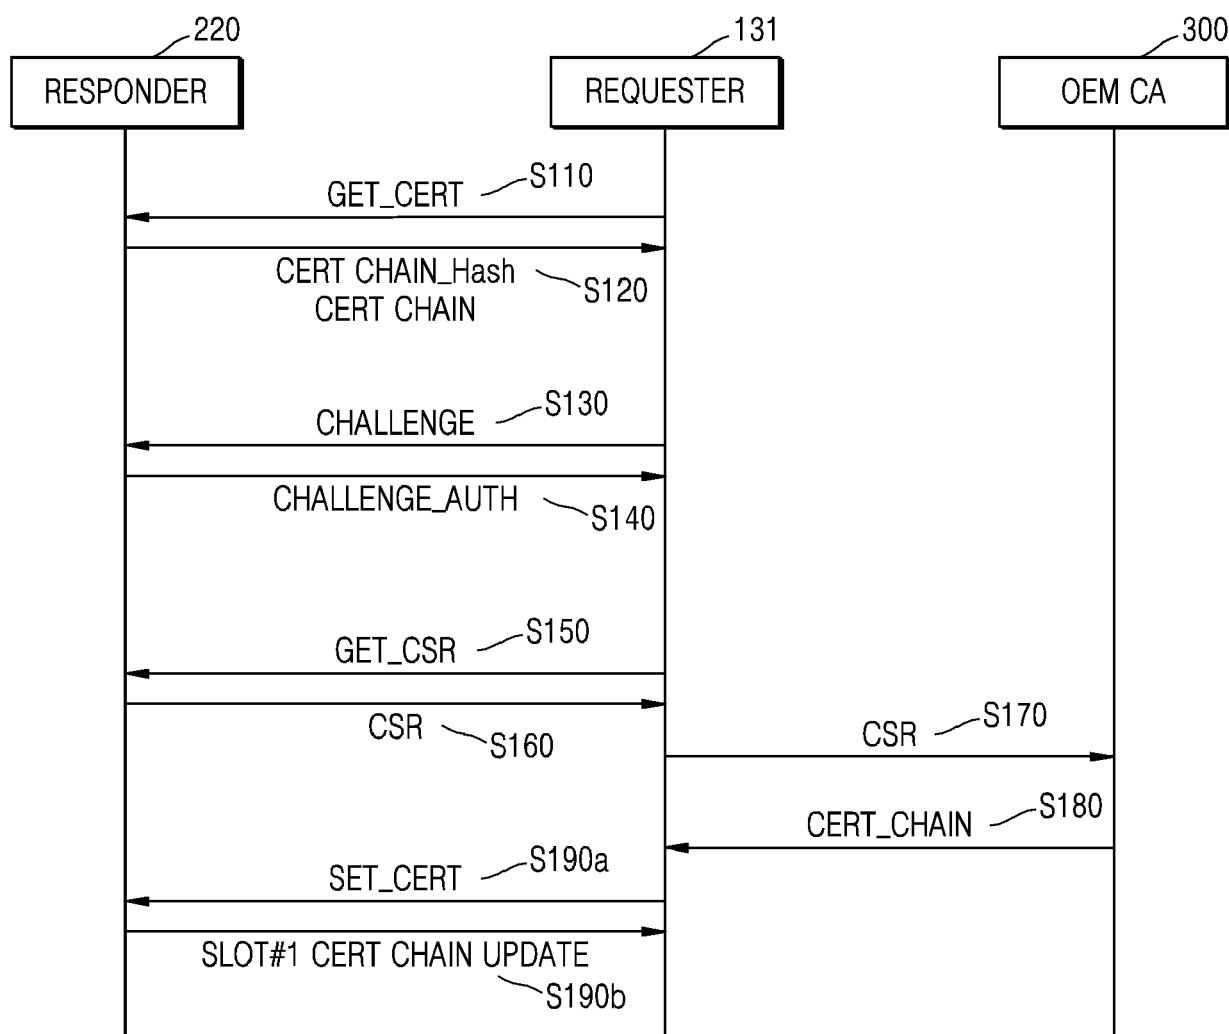 220
131
300
RESPONDER
REQUESTER
OEM CA
S110
GET_CERT
CERT CHAIN_Hash
CERT CHAIN
S120
S130
CHALLENGE
CHALLENGE_AUTH
S140
S150
GET_CSR
CSR
S160
S170
CSR
S180
CERT_CHAIN
S190a
SET_CERT
SLOT#1 CERT CHAIN UPDATE
S190b